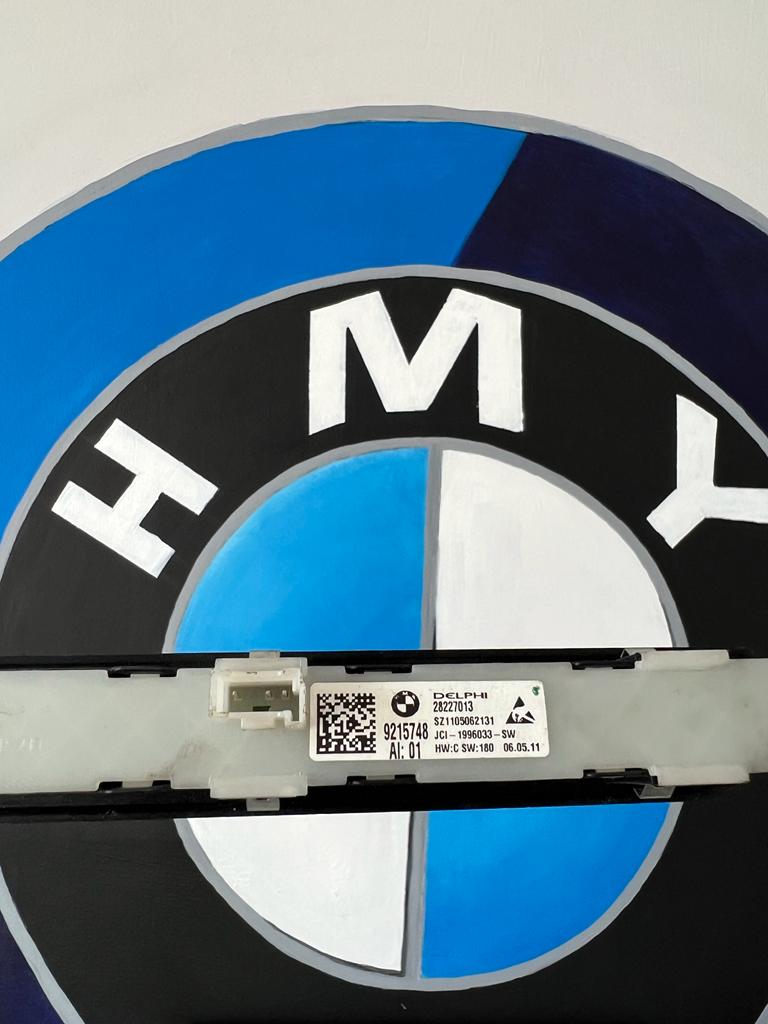 H M Y
DELPHI
28227013
SZ1105062131
9215748
JCI-1996033-SW
AI: 01
HW:C SW:180 06.05.11